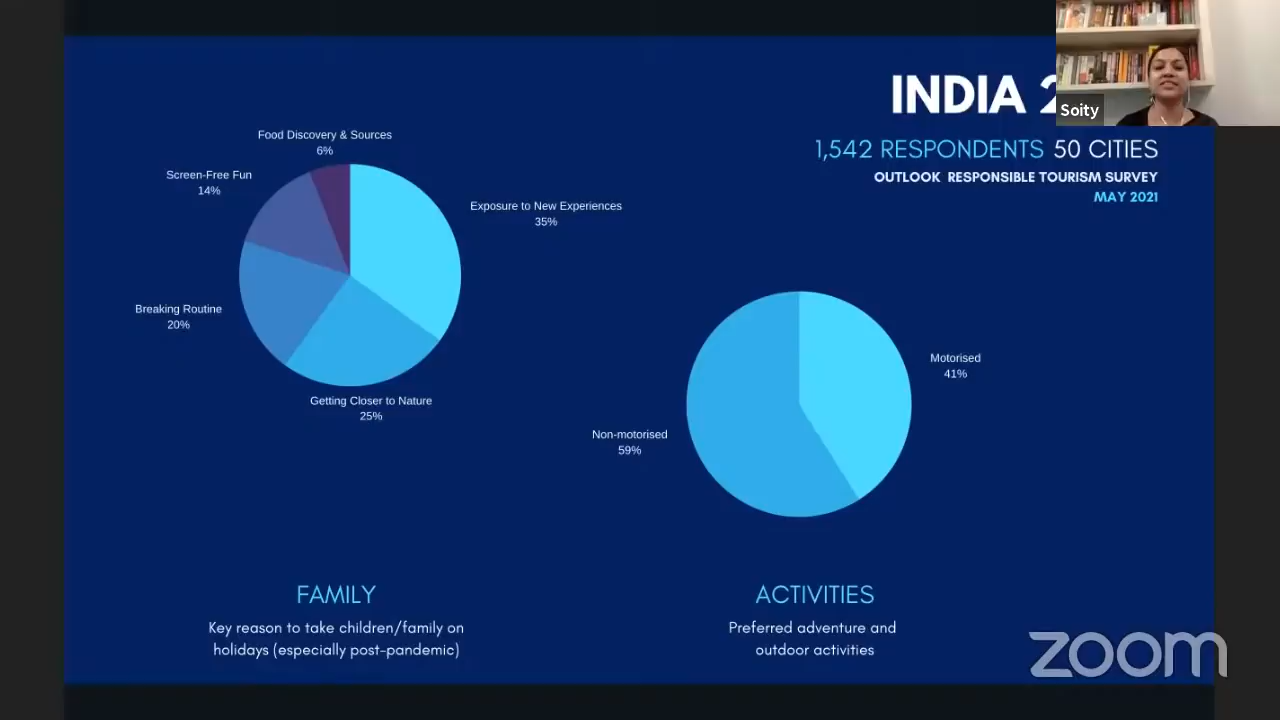 INDIA
Soity
1,542 RESPONDENTS 50 CITIES
OUTLOOK RESPONSIBLE TOURISM SURVEY
MAY 2021
Food Discovery & Sources
6%
Screen-Free Fun
14%
Exposure to New Experiences
35%
Breaking Routine
20%
Getting Closer to Nature
25%
Motorised
41%
Non-motorised
59%
FAMILY
Key reason to take children/family on
holidays (especially post-pandemic)
ACTIVITIES
Preferred adventure and
outdoor activities
zoom